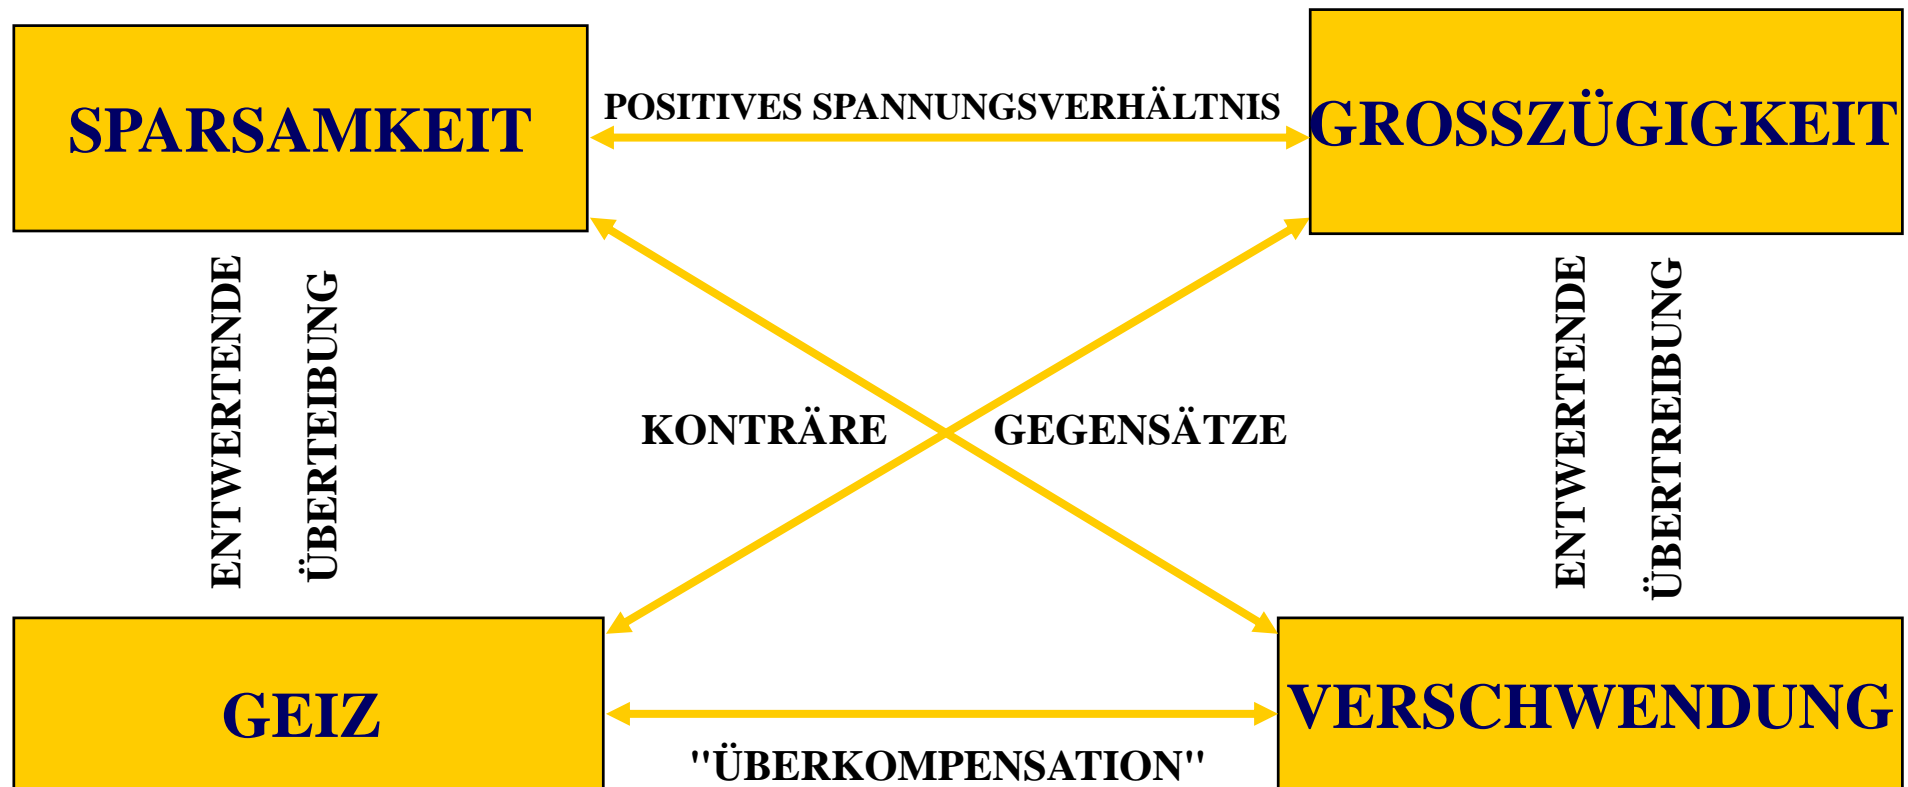 SPARSAMKEIT
POSITIVES SPANNUNGSVERHÄLTNIS
GROSSZÜGIGKEIT
ENTWERTENDE
ÜBERTEIBUNG
KONTRÄRE
GEGENSÄTZE
ENTWERTENDE
ÜBERTREIBUNG
GEIZ
"ÜBERKOMPENSATION"
VERSCHWENDUNG